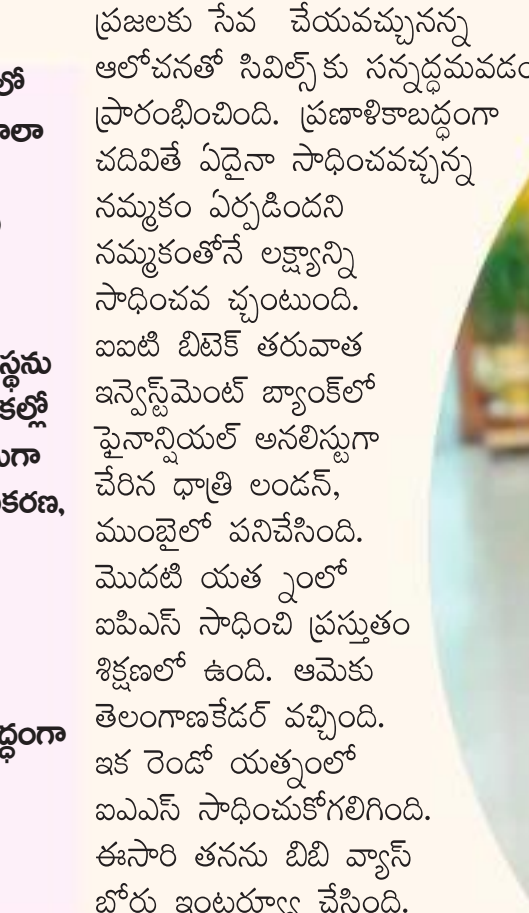 ప్రజలకు సేవ చేయవచ్చునన్న
ఆలోచనతో సివిల్స్ కు సన్నద్ధమవడం
ప్రారంభించింది. ప్రణాళికాబద్ధంగా
చదివితే ఏదైనా సాధించవచ్చన్న
నమ్మకం ఏర్పడిందని
నమ్మకంతోనే లక్ష్యాన్ని
సాధించవ చ్చంటుంది.
ఐఐటి బిటెక్ తరువాత
ఇన్వెస్ట్‌మెంట్ బ్యాంక్‌లో
ఫైనాన్షియల్ అనలిస్టుగా
చేరిన ధాత్రి లండన్,
ముంబైలో పనిచేసింది.
మొదటి యత ్నంలో
ఐపిఎస్ సాధించి ప్రస్తుతం
శిక్షణలో ఉంది. ఆమెకు
తెలంగాణకేడర్ వచ్చింది.
ఇక రెండో యత్నంలో
ఐఎఎస్ సాధించుకోగలిగింది.
ఈసారి తనను బిబి వ్యాస్
బోర్డు ఇంటర్వ్యూ చేసింది.